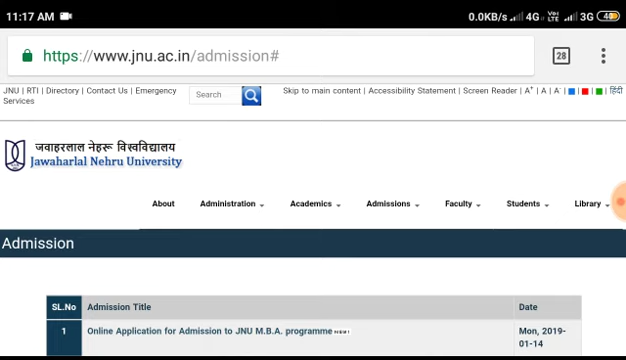 11:17 AM 0.0KB/s 4G VoLTE 3G 40
https://www.jnu.ac.in/admission# 28
JNU | RTI | Directory | Contact Us | Emergency Services Search Skip to main content | Accessibility Statement | Screen Reader | A+ | A | A- | हिंदी
जवाहरलाल नेहरू विश्वविद्यालय
Jawaharlal Nehru University
About Administration Academics Admissions Faculty Students Library
Admission
SL.No Admission Title Date
1 Online Application for Admission to JNU M.B.A. programme Mon, 2019-
01-14